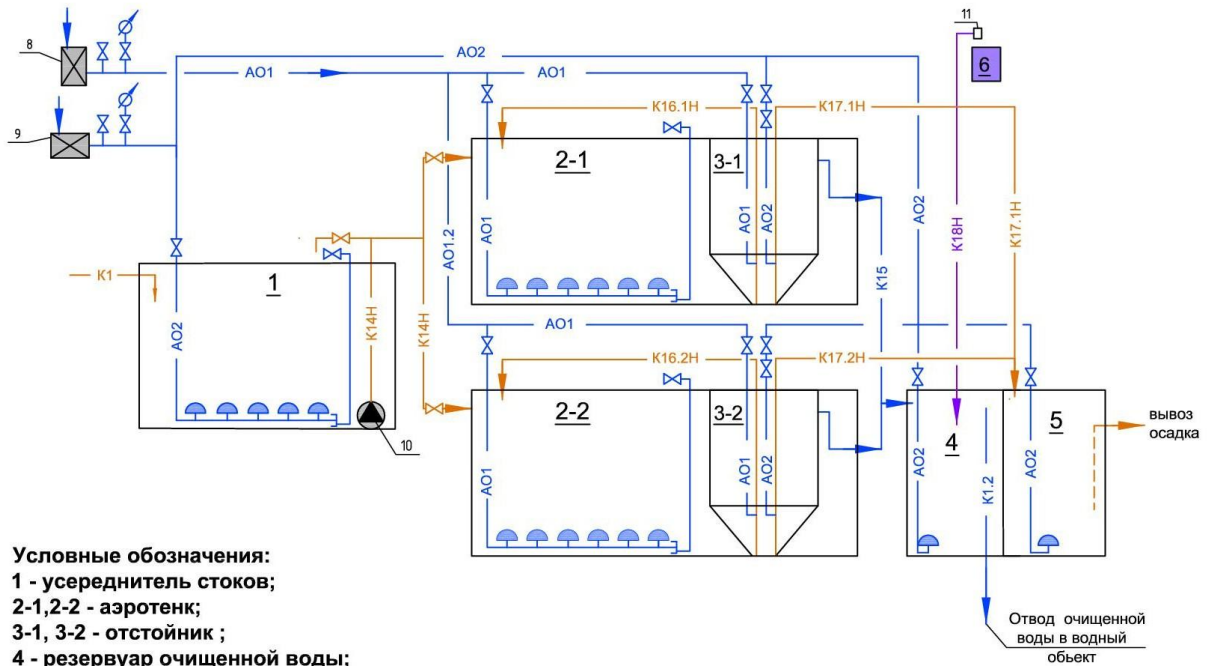 8
11
АО2
6
АО1
АО1
АО1
К16.1Н
К17.1Н
9
2-1
3-1
АО1
АО1.2
АО1
АО2
АО2
К18Н
К17.1Н
К1
1
К14Н
К14Н
АО2
К15
АО1
К16.2Н
К17.2Н
2-2
3-2
4
5
вывоз
осадка
10
АО1
АО1
АО2
АО2
К1.2
АО2
Условные обозначения:
1 - усереднитель стоков;
2-1,2-2 - аэротенк;
3-1, 3-2 - отстойник ;
4 - резервуар очищенной воды;
Отвод очищенной
воды в водный
обьект